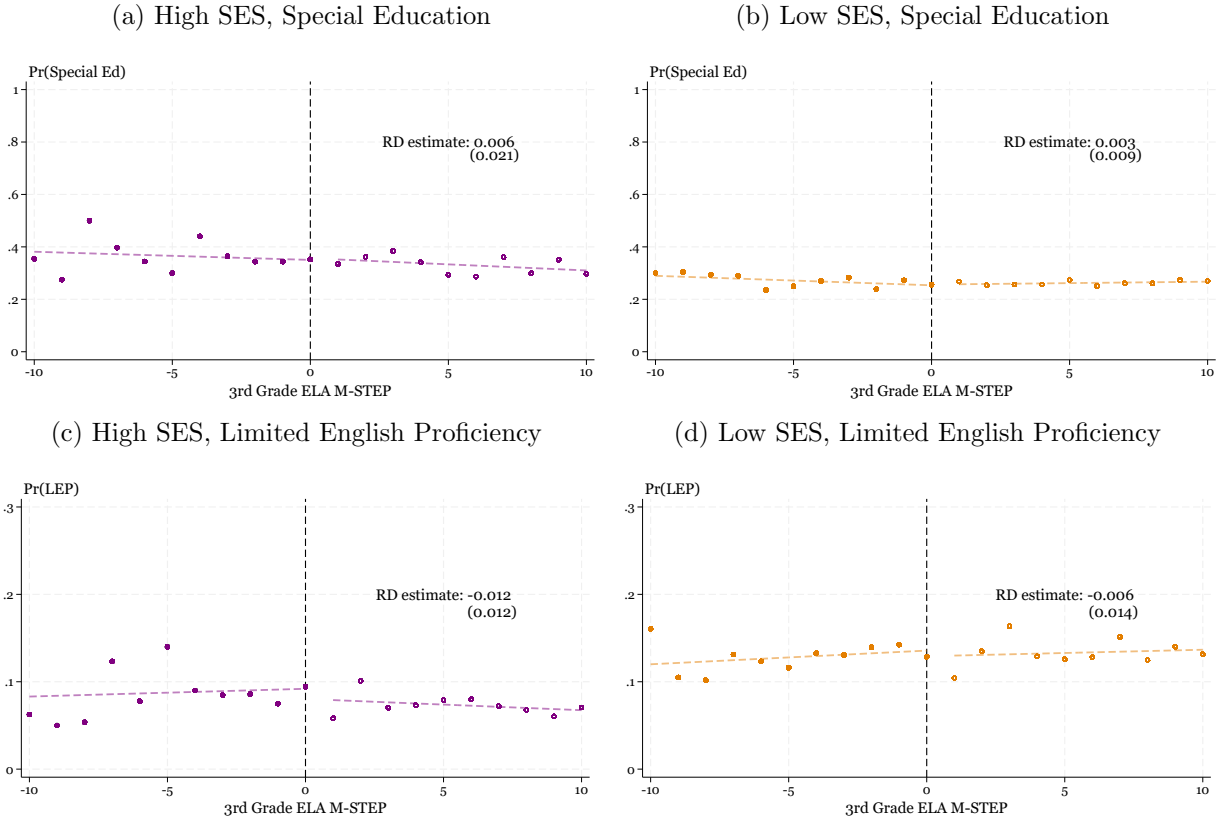 (a) High SES, Special Education
Pr(Special Ed)
1
.8
RD estimate: 0.006
(0.021)
.6
.4
.2
0
-10 -5 0 5 10
3rd Grade ELA M-STEP
(b) Low SES, Special Education
Pr(Special Ed)
1
.8
RD estimate: 0.003
(0.009)
.6
.4
.2
0
-10 -5 0 5 10
3rd Grade ELA M-STEP
(c) High SES, Limited English Proficiency
Pr(LEP)
.3
.2
RD estimate: -0.012
(0.012)
.1
0
-10 -5 0 5 10
3rd Grade ELA M-STEP
(d) Low SES, Limited English Proficiency
Pr(LEP)
.3
.2
RD estimate: -0.006
(0.014)
.1
0
-10 -5 0 5 10
3rd Grade ELA M-STEP